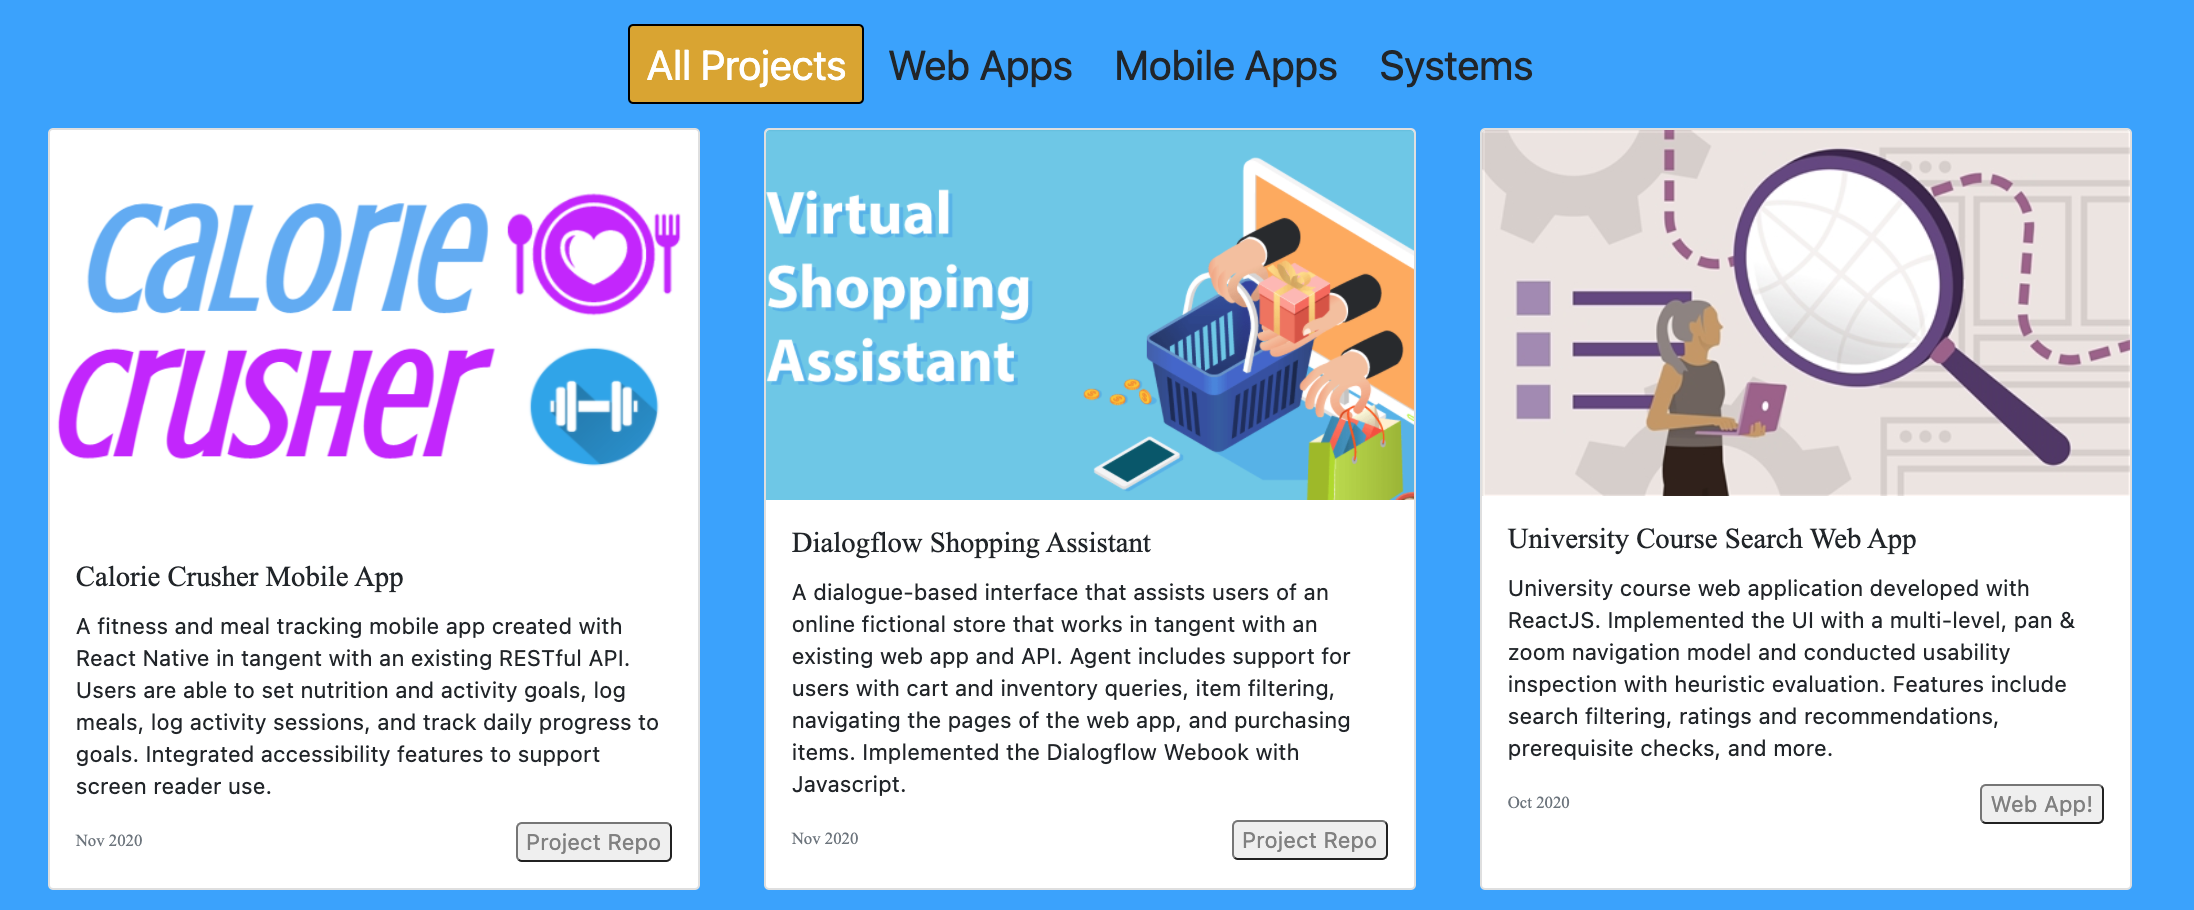 All Projects Web Apps Mobile Apps Systems
caLorie
crusHer
Calorie Crusher Mobile App
A fitness and meal tracking mobile app created with
React Native in tangent with an existing RESTful API.
Users are able to set nutrition and activity goals, log
meals, log activity sessions, and track daily progress to
goals. Integrated accessibility features to support
screen reader use.
Nov 2020
Project Repo
Virtual
Shopping
Assistant
Dialogflow Shopping Assistant
A dialogue-based interface that assists users of an
online fictional store that works in tangent with an
existing web app and API. Agent includes support for
users with cart and inventory queries, item filtering,
navigating the pages of the web app, and purchasing
items. Implemented the Dialogflow Webook with
Javascript.
Nov 2020
Project Repo
University Course Search Web App
University course web application developed with
ReactJS. Implemented the UI with a multi-level, pan &
zoom navigation model and conducted usability
inspection with heuristic evaluation. Features include
search filtering, ratings and recommendations,
prerequisite checks, and more.
Oct 2020
Web App!